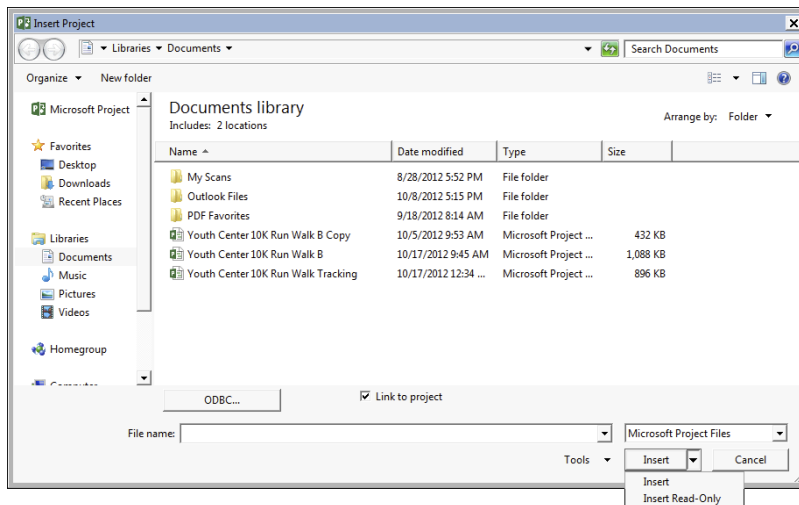 Insert Project
Libraries Documents
Search Documents
Organize New folder
Microsoft Project
Favorites
Desktop
Downloads
Recent Places
Libraries
Documents
Music
Pictures
Videos
Homegroup
Computer
Documents library
Includes: 2 locations
Arrange by: Folder
Name Date modified Type Size
My Scans 8/28/2012 5:52 PM File folder
Outlook Files 10/8/2012 5:15 PM File folder
PDF Favorites 9/18/2012 8:14 AM File folder
Youth Center 10K Run Walk B Copy 10/5/2012 9:53 AM Microsoft Project ... 432 KB
Youth Center 10K Run Walk B 10/17/2012 9:45 AM Microsoft Project ... 1,088 KB
Youth Center 10K Run Walk Tracking 10/17/2012 12:34 ... Microsoft Project ... 896 KB
ODBC... Link to project
File name: Microsoft Project Files
Tools Insert Cancel
Insert
Insert Read-Only